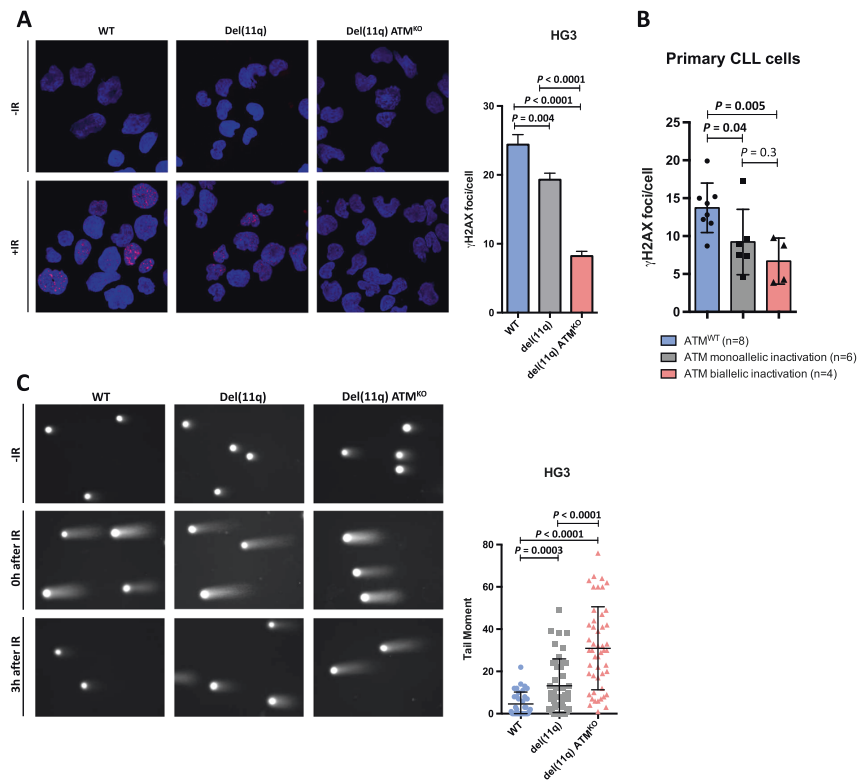 A
WT
Del(11q)
Del(11q) ATMKO
-IR
+IR
HG3
P < 0.0001
P < 0.0001
P = 0.004
γH2AX foci/cell
30
20
10
0
WT
del(11q)
del(11q) ATMKO
B
Primary CLL cells
P = 0.005
P = 0.04
P = 0.3
γH2AX foci/cell
25
20
15
10
5
0
ATMWT (n=8)
ATM monoallelic inactivation (n=6)
ATM biallelic inactivation (n=4)
C
WT
Del(11q)
Del(11q) ATMKO
-IR
0h after IR
3h after IR
HG3
P < 0.0001
P < 0.0001
P = 0.0003
Tail Moment
80
60
40
20
0
WT
del(11q)
del(11q) ATMKO